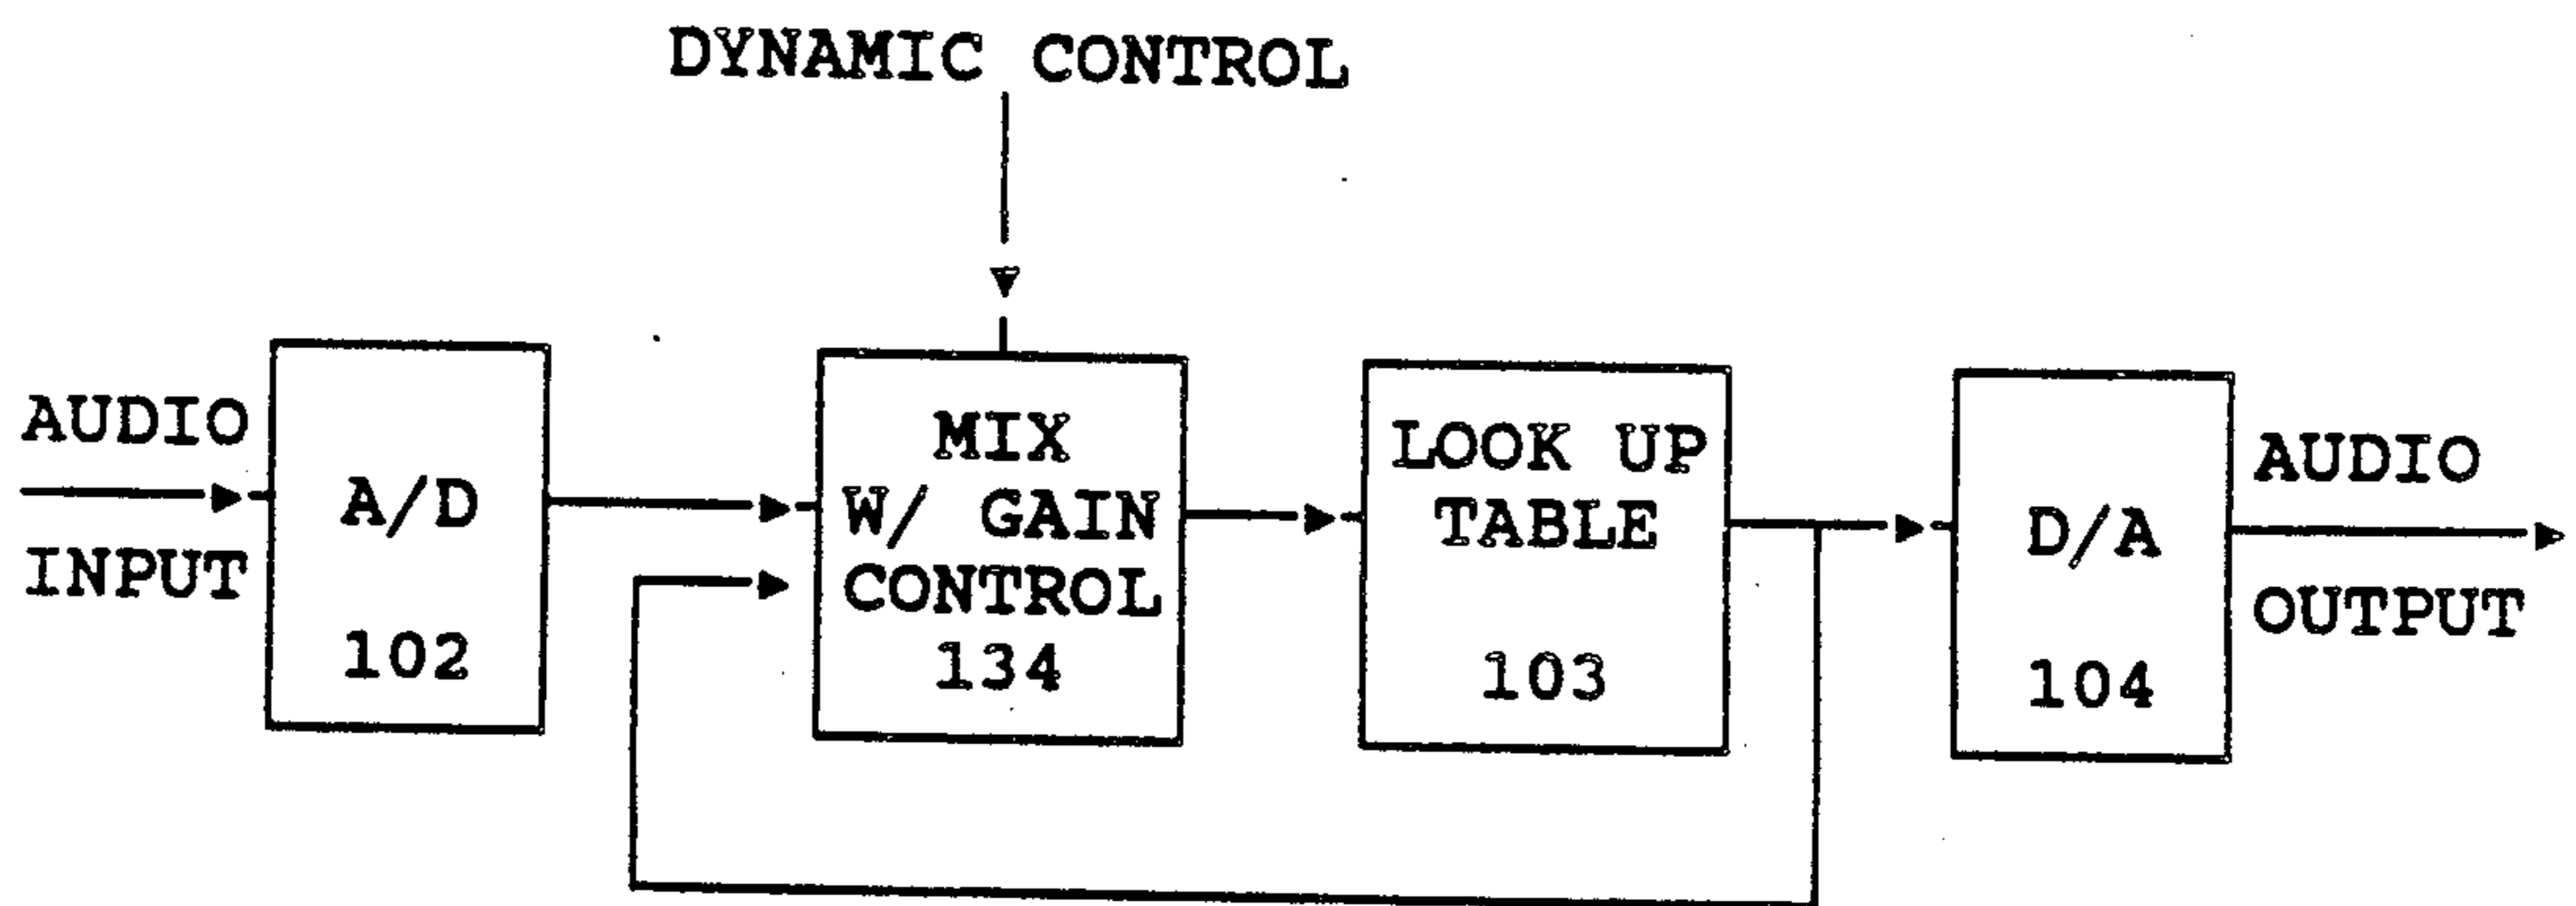 DYNAMIC CONTROL
AUDIO
INPUT
A/D
102
MIX
W/ GAIN
CONTROL
134
LOOK UP
TABLE
103
D/A
104
AUDIO
OUTPUT